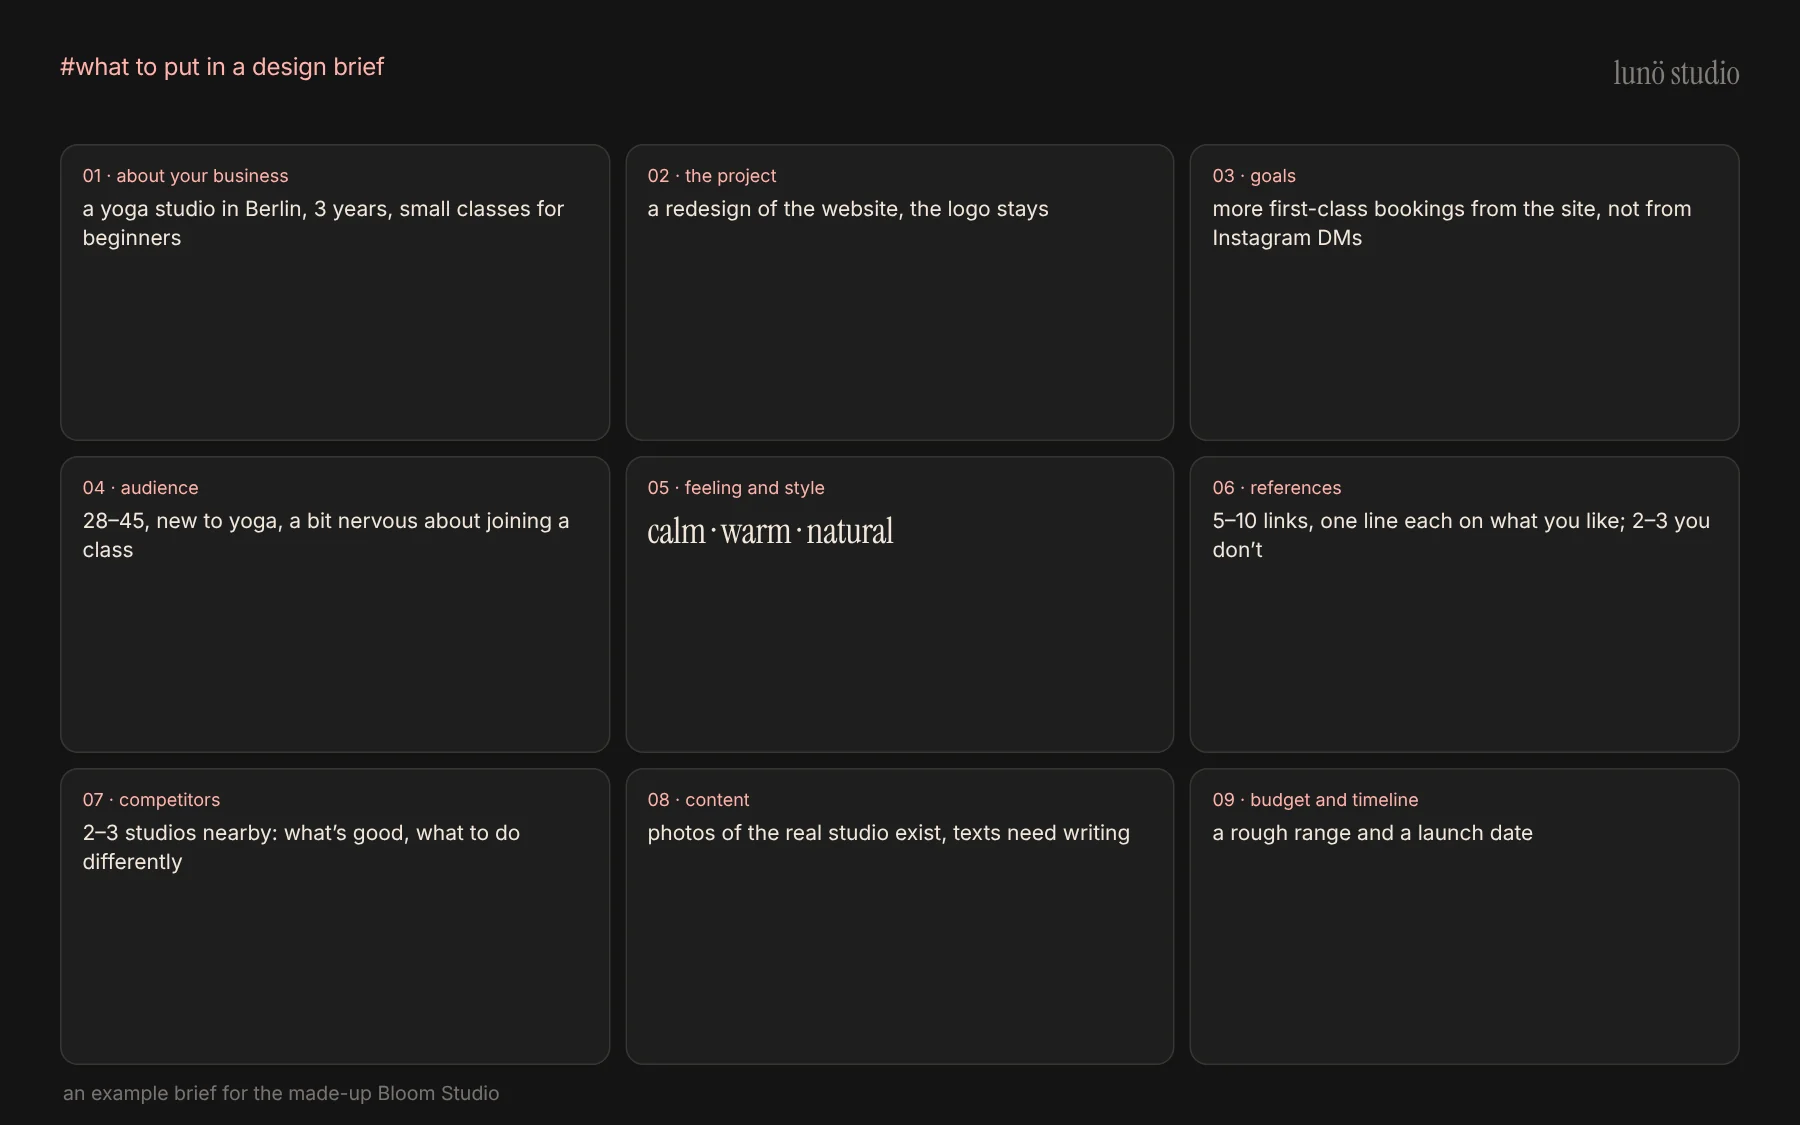 #what to put in a design brief
lunö studio
01 · about your business
a yoga studio in Berlin, 3 years, small classes for
beginners
02 · the project
a redesign of the website, the logo stays
03 · goals
more first-class bookings from the site, not from
Instagram DMs
04 · audience
28–45, new to yoga, a bit nervous about joining a
class
05 · feeling and style
calm · warm · natural
06 · references
5–10 links, one line each on what you like; 2–3 you
don’t
07 · competitors
2–3 studios nearby: what’s good, what to do
differently
08 · content
photos of the real studio exist, texts need writing
09 · budget and timeline
a rough range and a launch date
an example brief for the made-up Bloom Studio